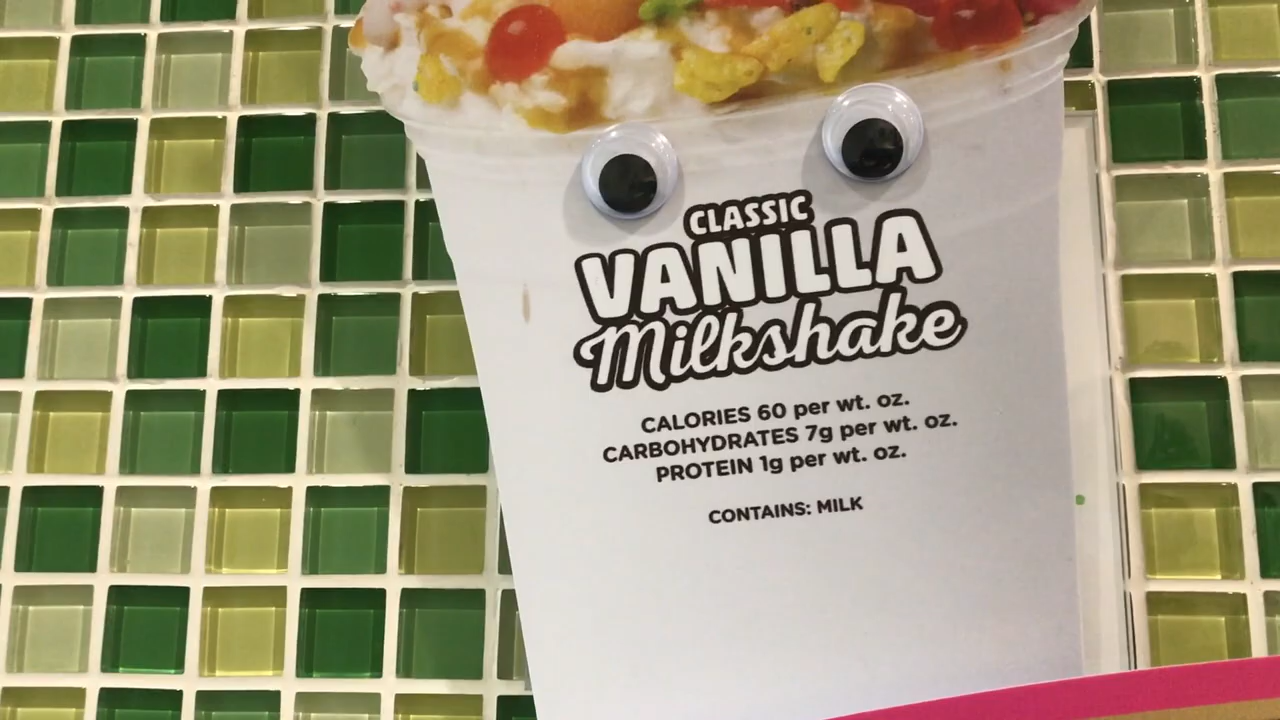 CLASSIC
VANILLA
Milkshake
CALORIES 60 per wt. oz.
CARBOHYDRATES 7g per wt. oz.
PROTEIN 1g per wt. oz.
CONTAINS: MILK